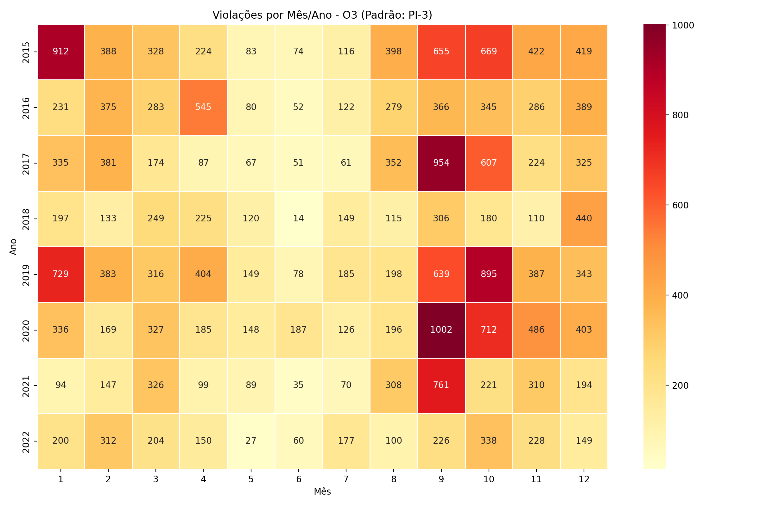 Violações por Mês/Ano - O3 (Padrão: PI-3)
2015 912 388 328 224 83 74 116 398 655 669 422 419
2016 231 375 283 545 80 52 122 279 366 345 286 389
2017 335 381 174 87 67 51 61 352 954 607 224 325
2018 197 133 249 225 120 14 149 115 306 180 110 440
2019 729 383 316 404 149 78 185 198 639 895 387 343
2020 336 169 327 185 148 187 126 196 1002 712 486 403
2021 94 147 326 99 89 35 70 308 761 221 310 194
2022 200 312 204 150 27 60 177 100 226 338 228 149
1 2 3 4 5 6 7 8 9 10 11 12
Mês
Ano
1000
800
600
400
200